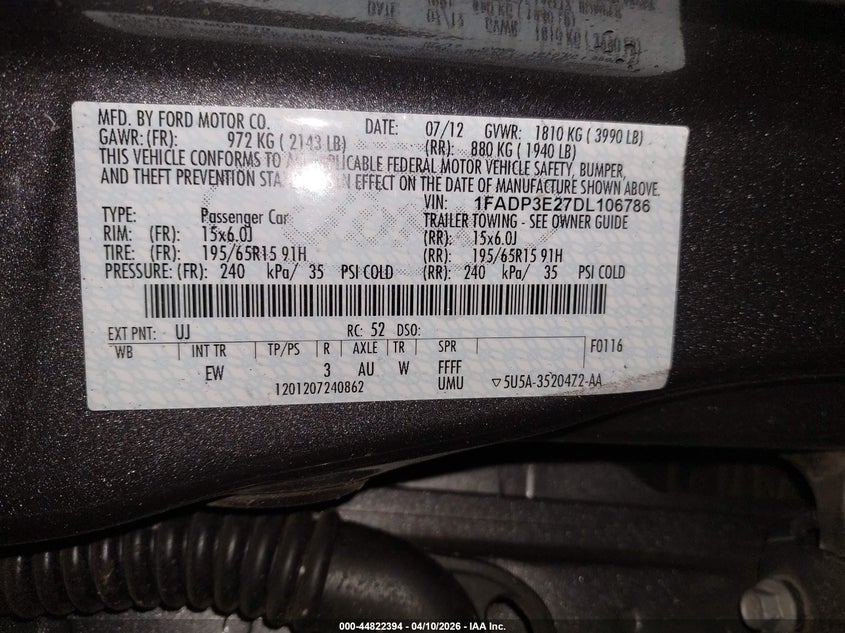 MFD. BY FORD MOTOR CO. DATE: 07/12 GVWR: 1810 KG ( 3990 LB)
GAWR: (FR): 972 KG ( 2143 LB) (RR): 880 KG ( 1940 LB)
THIS VEHICLE CONFORMS TO ALL APPLICABLE FEDERAL MOTOR VEHICLE SAFETY, BUMPER,
AND THEFT PREVENTION STA IN EFFECT ON THE DATE OF MANUFACTURE SHOWN ABOVE.
VIN: 1FADP3E27DL106786
TYPE: Passenger Car TRAILER TOWING - SEE OWNER GUIDE
RIM: (FR): 15x6.0J (RR): 15x6.0J
TIRE: (FR): 195/65R15 91H (RR): 195/65R15 91H
PRESSURE: (FR): 240 kPa/ 35 PSI COLD (RR): 240 kPa/ 35 PSI COLD
EXT PNT: UJ RC: 52 DSO: F0116
WB INT TR TP/PS R AXLE TR SPR
EW 3 AU W FFFF
1201207240862 UMU ▽5U5A-3520472-AA
000-44822394 - 04/10/2026 - IAA Inc.